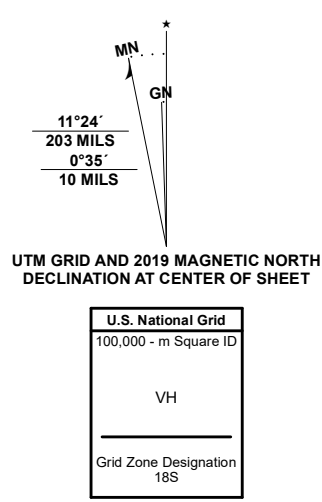 MN
GN
11°24´
203 MILS
0°35´
10 MILS
UTM GRID AND 2019 MAGNETIC NORTH
DECLINATION AT CENTER OF SHEET
U.S. National Grid
100,000 - m Square ID
VH
Grid Zone Designation
18S